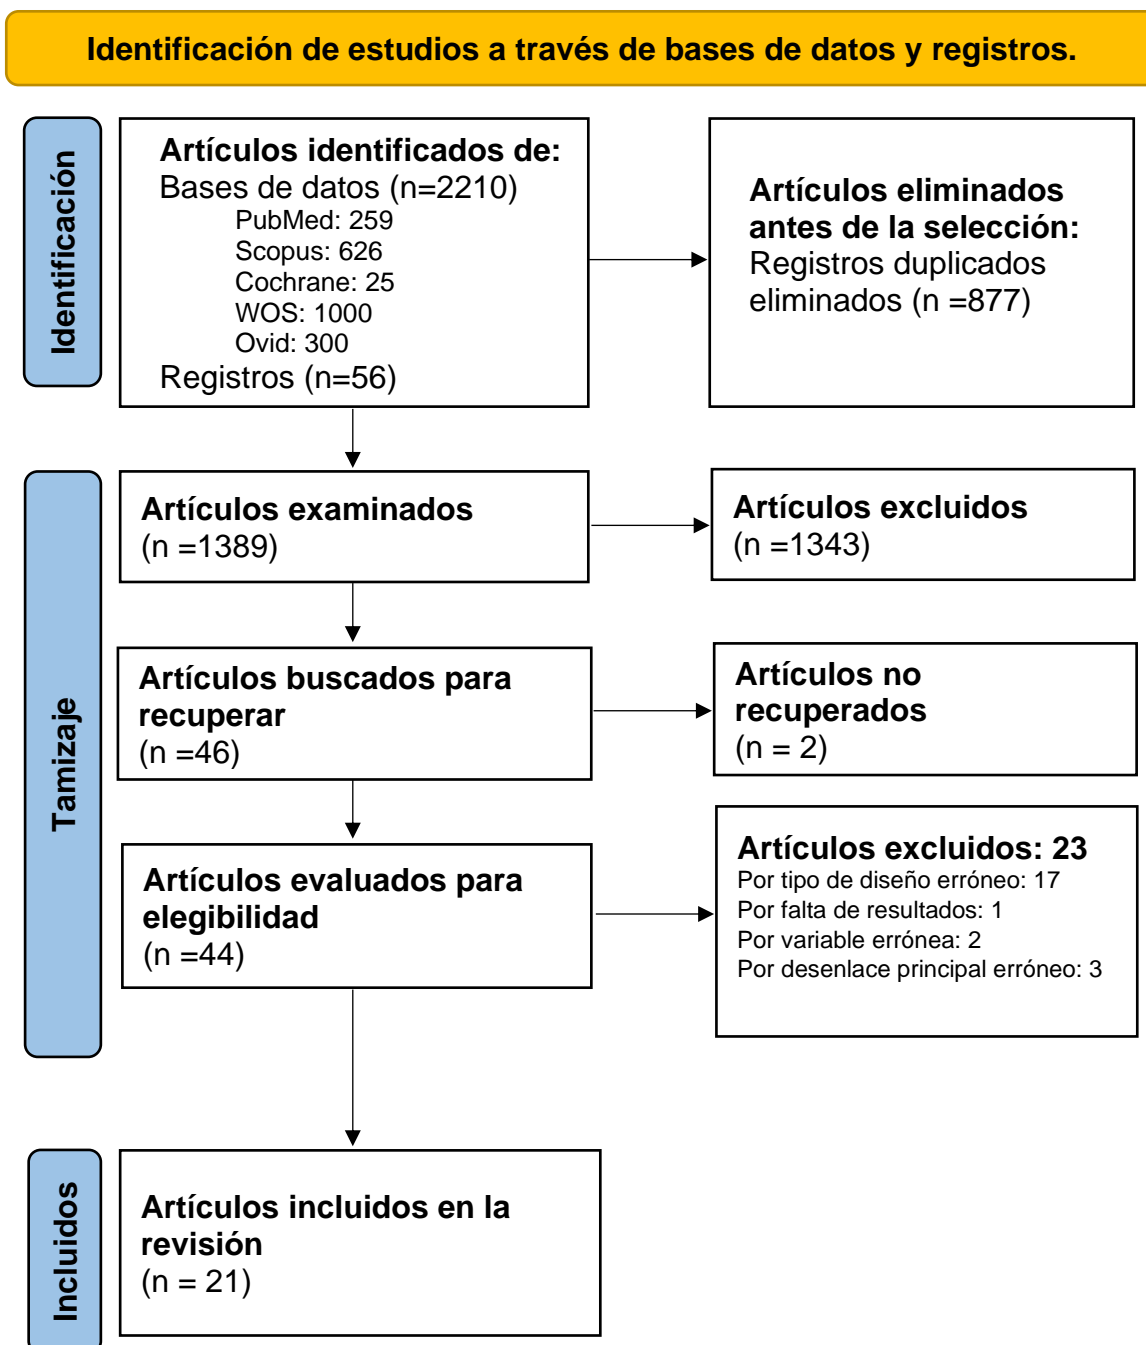 Identificación de estudios a través de bases de datos y registros.
Identificación
Artículos identificados de:
Bases de datos (n=2210)
PubMed: 259
Scopus: 626
Cochrane: 25
WOS: 1000
Ovid: 300
Registros (n=56)
Artículos eliminados
antes de la selección:
Registros duplicados
eliminados (n =877)
Tamizaje
Artículos examinados
(n =1389)
Artículos excluidos
(n =1343)
Artículos buscados para
recuperar
(n =46)
Artículos no
recuperados
(n = 2)
Artículos evaluados para
elegibilidad
(n =44)
Artículos excluidos: 23
Por tipo de diseño erróneo: 17
Por falta de resultados: 1
Por variable errónea: 2
Por desenlace principal erróneo: 3
Incluidos
Artículos incluidos en la
revisión
(n = 21)